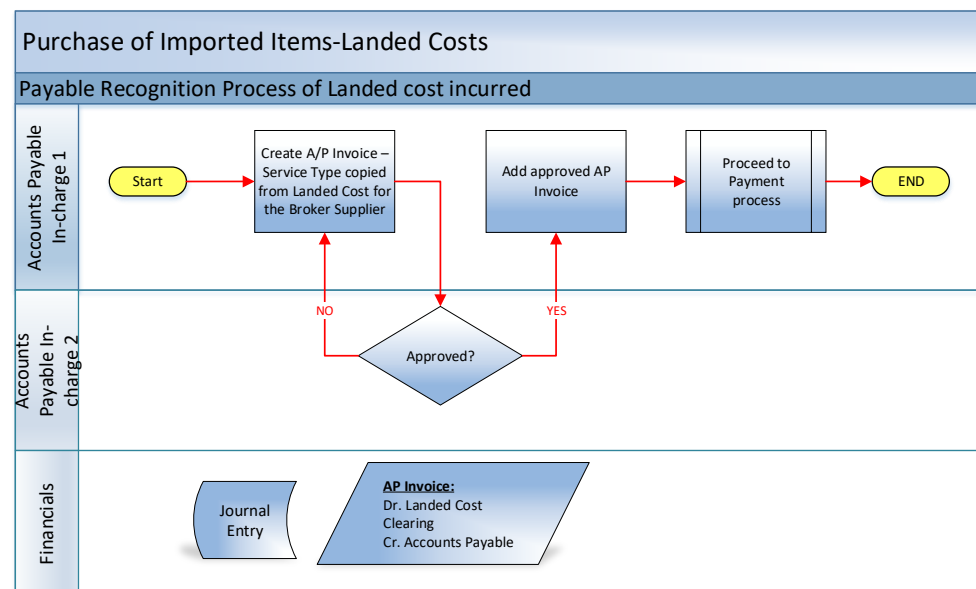 Purchase of Imported Items-Landed Costs
Payable Recognition Process of Landed cost incurred
Accounts Payable
In-charge 1
Start
Create A/P Invoice –
Service Type copied
from Landed Cost for
the Broker Supplier
Add approved AP
Invoice
Proceed to
Payment
process
END
NO
YES
Accounts
Payable In-
charge 2
Approved?
Financials
Journal
Entry
AP Invoice:
Dr. Landed Cost
Clearing
Cr. Accounts Payable